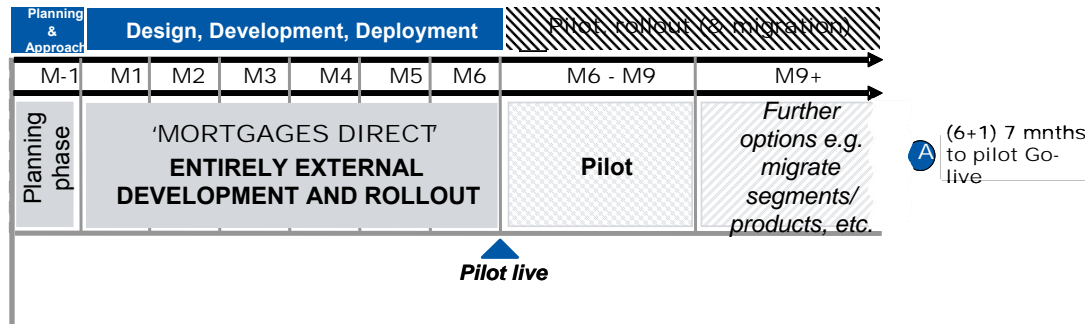 Planning
&
Approach
Design, Development, Deployment
Pilot, rollout (& migration)
M-1
M1
M2
M3
M4
M5
M6
M6 - M9
M9+
Planning
phase
'MORTGAGES DIRECT'
ENTIRELY EXTERNAL
DEVELOPMENT AND ROLLOUT
Pilot
Further
options e.g.
migrate
segments/
products, etc.
A
(6+1) 7 mnths
to pilot Go-
live
Pilot live